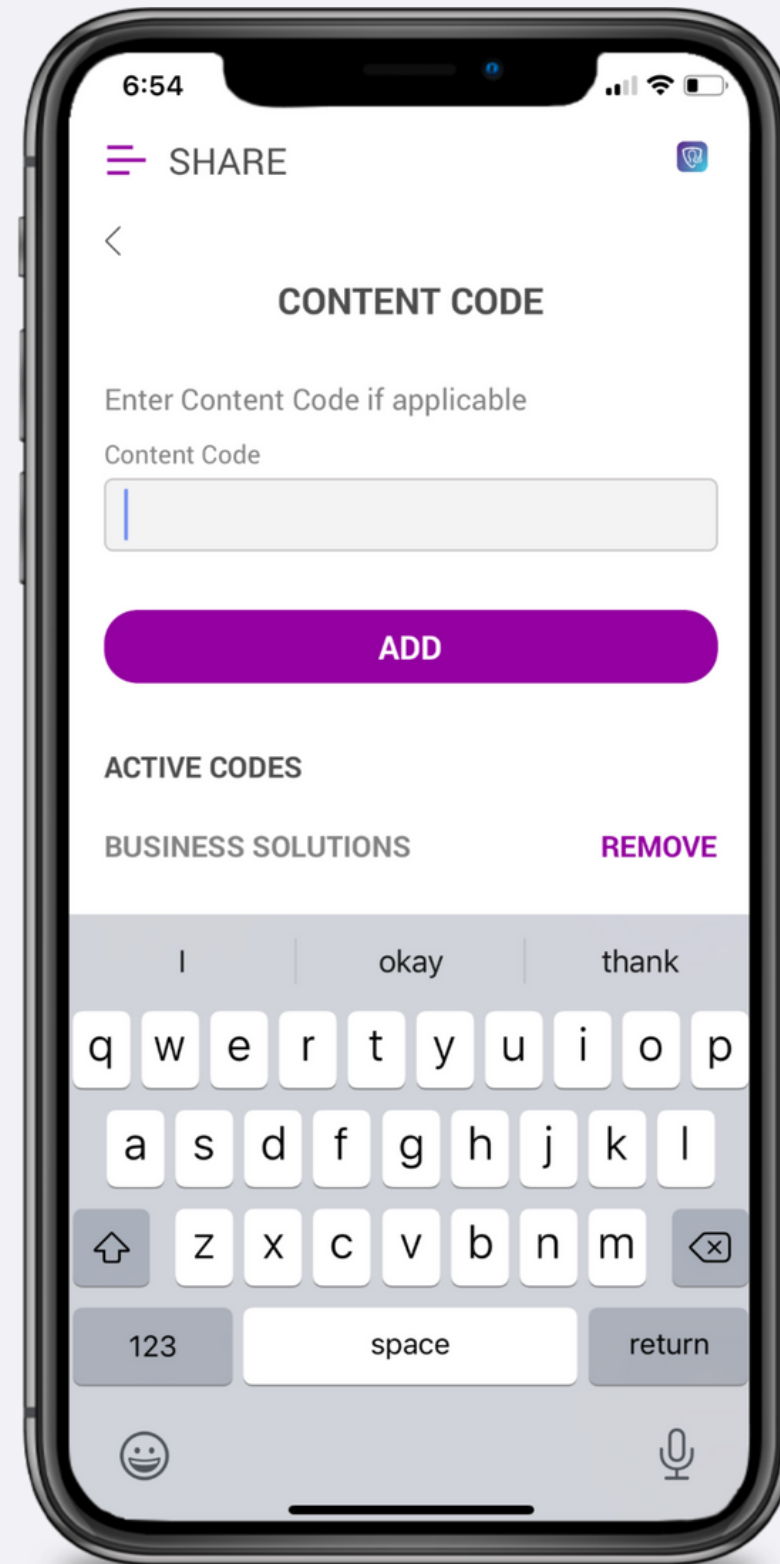 6:54
SHARE
CONTENT CODE
Enter Content Code if applicable
Content Code
ADD
ACTIVE CODES
BUSINESS SOLUTIONS REMOVE
I okay thank
q w e r t y u i o p
a s d f g h j k l
z x c v b n m
123 space return